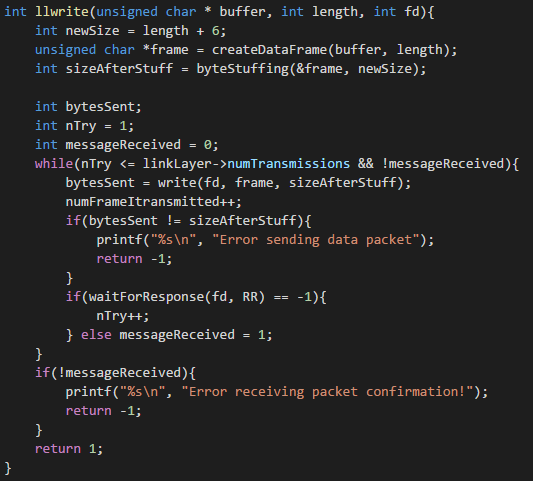 int llwrite(unsigned char * buffer, int length, int fd){
    int newSize = length + 6;
    unsigned char *frame = createDataFrame(buffer, length);
    int sizeAfterStuff = byteStuffing(&frame, newSize);

    int bytesSent;
    int nTry = 1;
    int messageReceived = 0;
    while(nTry <= linkLayer->numTransmissions && !messageReceived){
        bytesSent = write(fd, frame, sizeAfterStuff);
        numFrameItransmitted++;
        if(bytesSent != sizeAfterStuff){
            printf("%s\n", "Error sending data packet");
            return -1;
        }
        if(waitForResponse(fd, RR) == -1){
            nTry++;
        } else messageReceived = 1;
    }
    if(!messageReceived){
        printf("%s\n", "Error receiving packet confirmation!");
        return -1;
    }
    return 1;
}